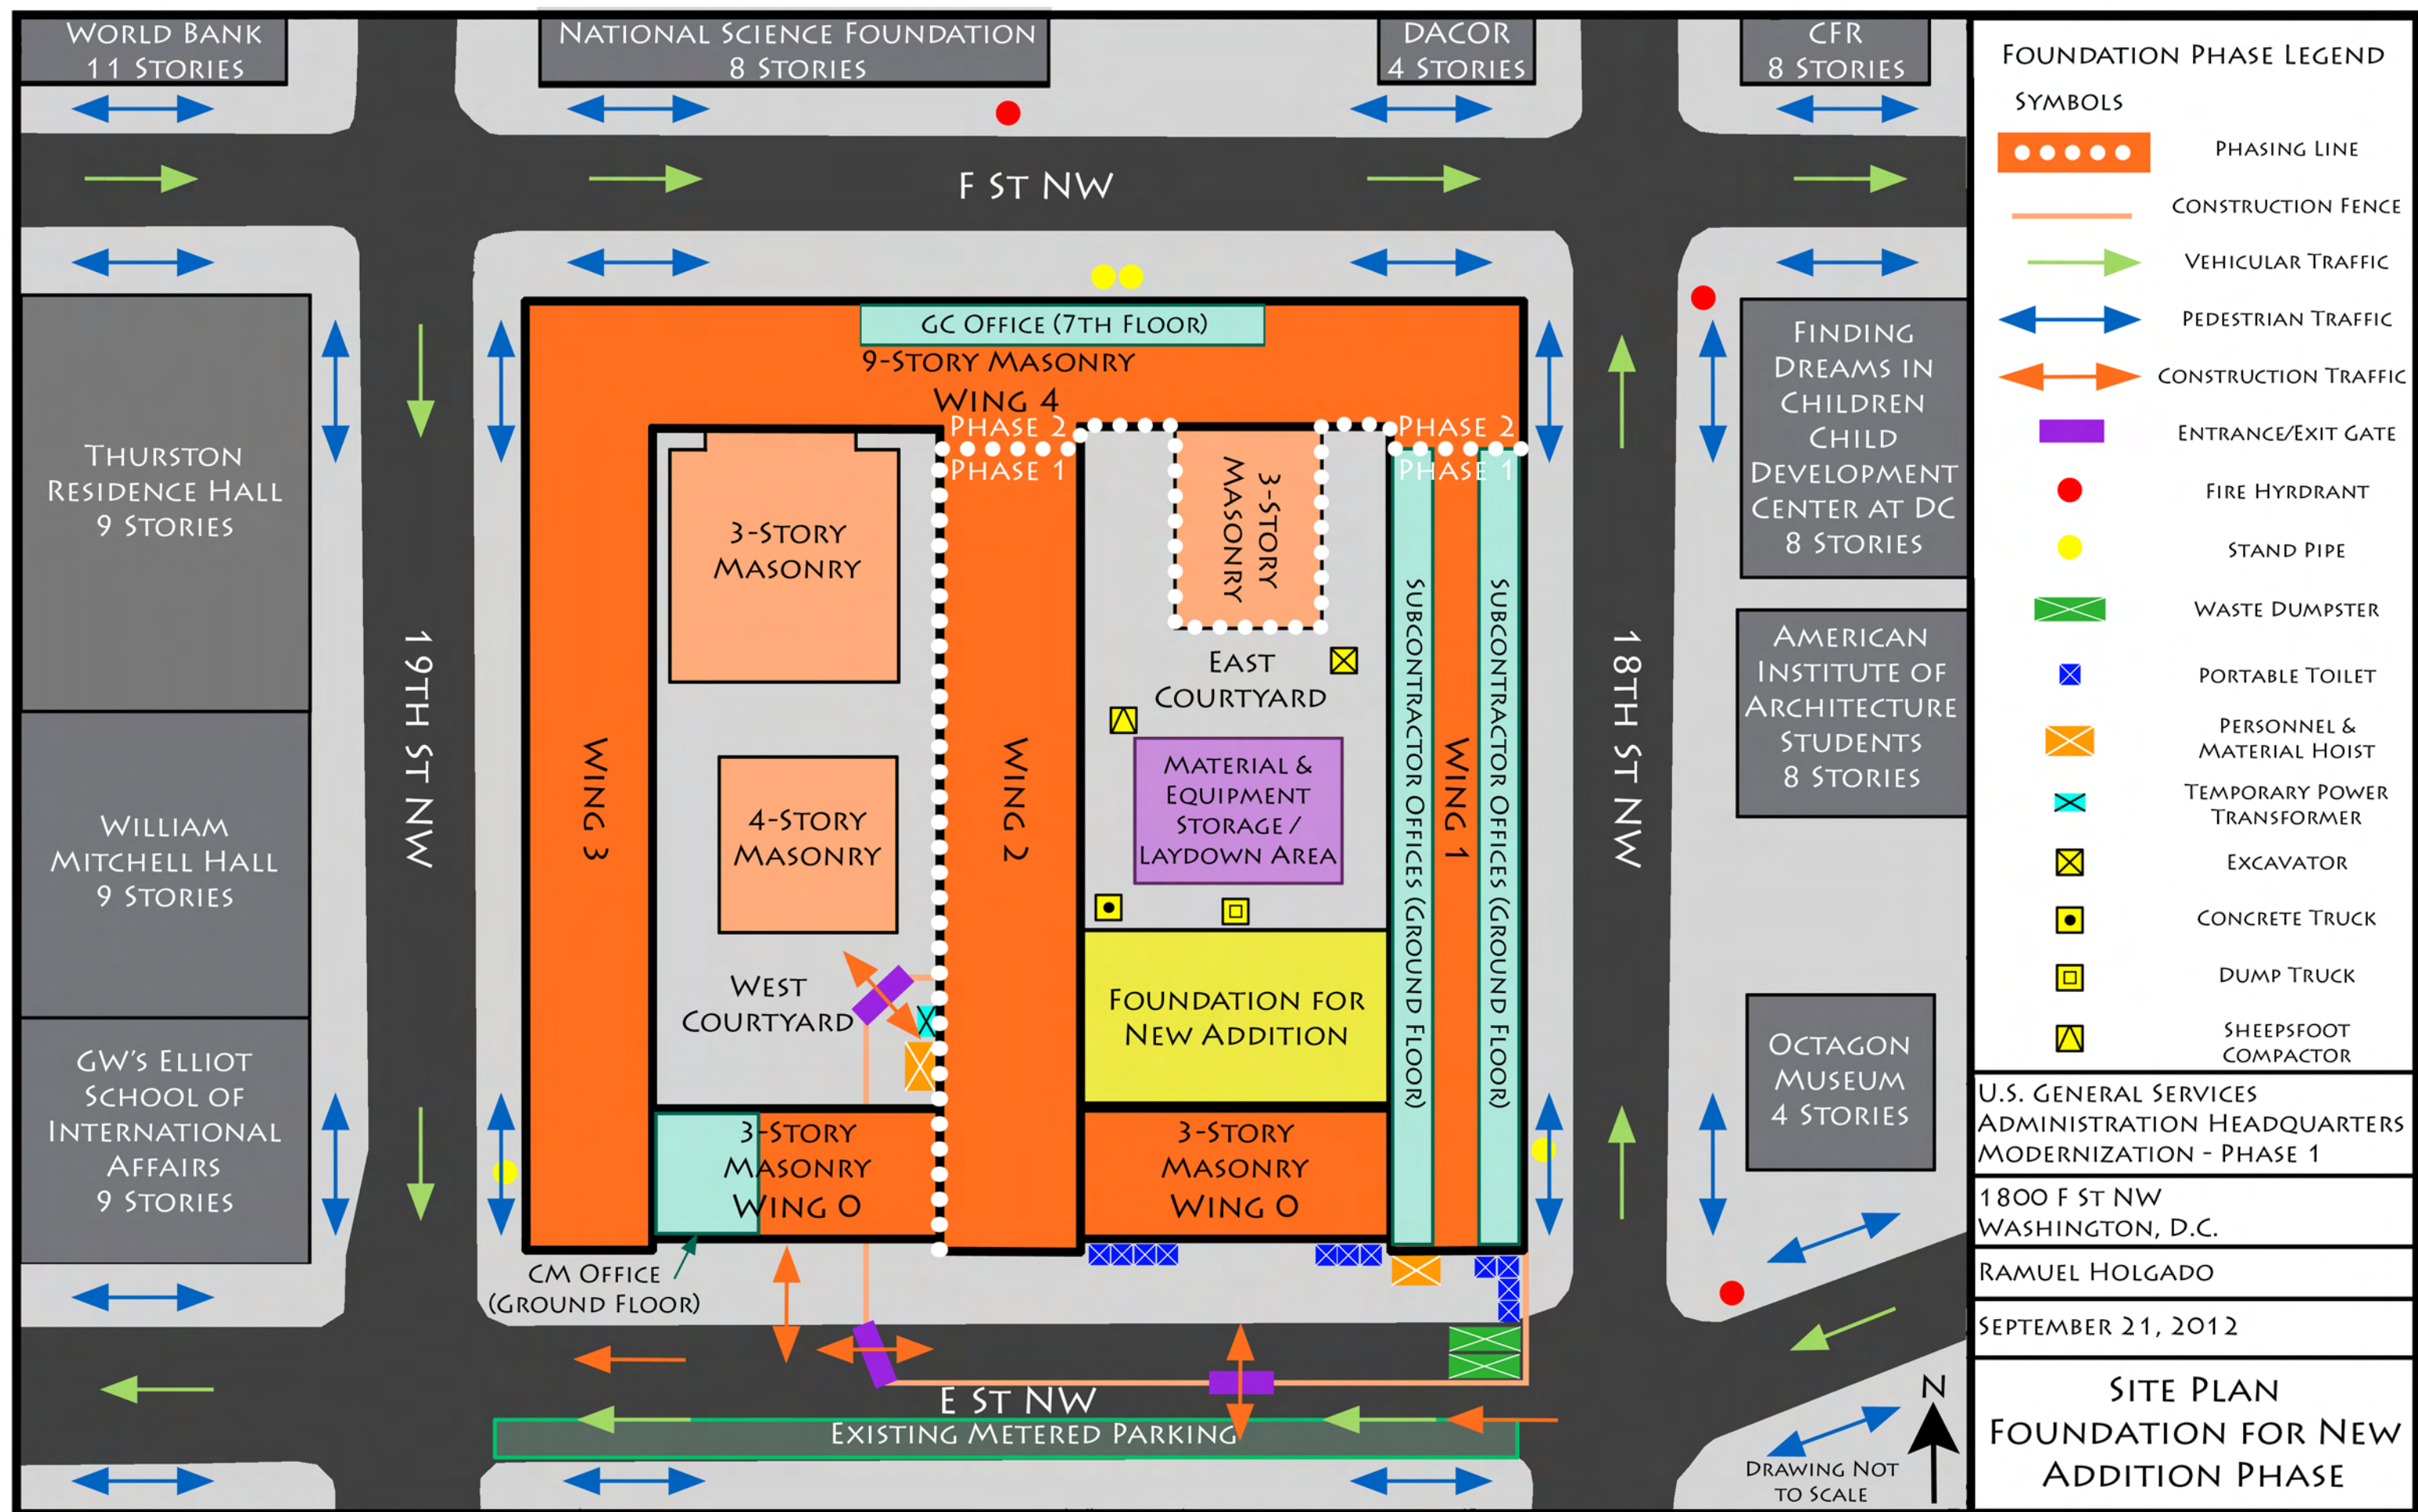 WORLD BANK
11 STORIES
NATIONAL SCIENCE FOUNDATION
8 STORIES
DACOR
4 STORIES
CFR
8 STORIES
F ST NW
THURSTON
RESIDENCE HALL
9 STORIES
WILLIAM
MITCHELL HALL
9 STORIES
GW'S ELLIOT
SCHOOL OF
INTERNATIONAL
AFFAIRS
9 STORIES
19TH ST NW
GC OFFICE (7TH FLOOR)
9-STORY MASONRY
WING 4
PHASE 2
PHASE 1
PHASE 2
PHASE 1
3-STORY
MASONRY
3-STORY
MASONRY
WING 3
4-STORY
MASONRY
WEST
COURTYARD
WING 2
EAST
COURTYARD
MATERIAL &
EQUIPMENT
STORAGE /
LAYDOWN AREA
FOUNDATION FOR
NEW ADDITION
SUBCONTRACTOR OFFICES (GROUND FLOOR)
WING 1
SUBCONTRACTOR OFFICES (GROUND FLOOR)
3-STORY
MASONRY
WING 0
3-STORY
MASONRY
WING 0
CM OFFICE
(GROUND FLOOR)
18TH ST NW
FINDING
DREAMS IN
CHILDREN
CHILD
DEVELOPMENT
CENTER AT DC
8 STORIES
AMERICAN
INSTITUTE OF
ARCHITECTURE
STUDENTS
8 STORIES
OCTAGON
MUSEUM
4 STORIES
E ST NW
EXISTING METERED PARKING
DRAWING NOT
TO SCALE
N
FOUNDATION PHASE LEGEND
SYMBOLS
PHASING LINE
CONSTRUCTION FENCE
VEHICULAR TRAFFIC
PEDESTRIAN TRAFFIC
CONSTRUCTION TRAFFIC
ENTRANCE/EXIT GATE
FIRE HYRDRANT
STAND PIPE
WASTE DUMPSTER
PORTABLE TOILET
PERSONNEL &
MATERIAL HOIST
TEMPORARY POWER
TRANSFORMER
EXCAVATOR
CONCRETE TRUCK
DUMP TRUCK
SHEEPSFOOT
COMPACTOR
U.S. GENERAL SERVICES
ADMINISTRATION HEADQUARTERS
MODERNIZATION - PHASE 1
1800 F ST NW
WASHINGTON, D.C.
RAMUEL HOLGADO
SEPTEMBER 21, 2012
SITE PLAN
FOUNDATION FOR NEW
ADDITION PHASE